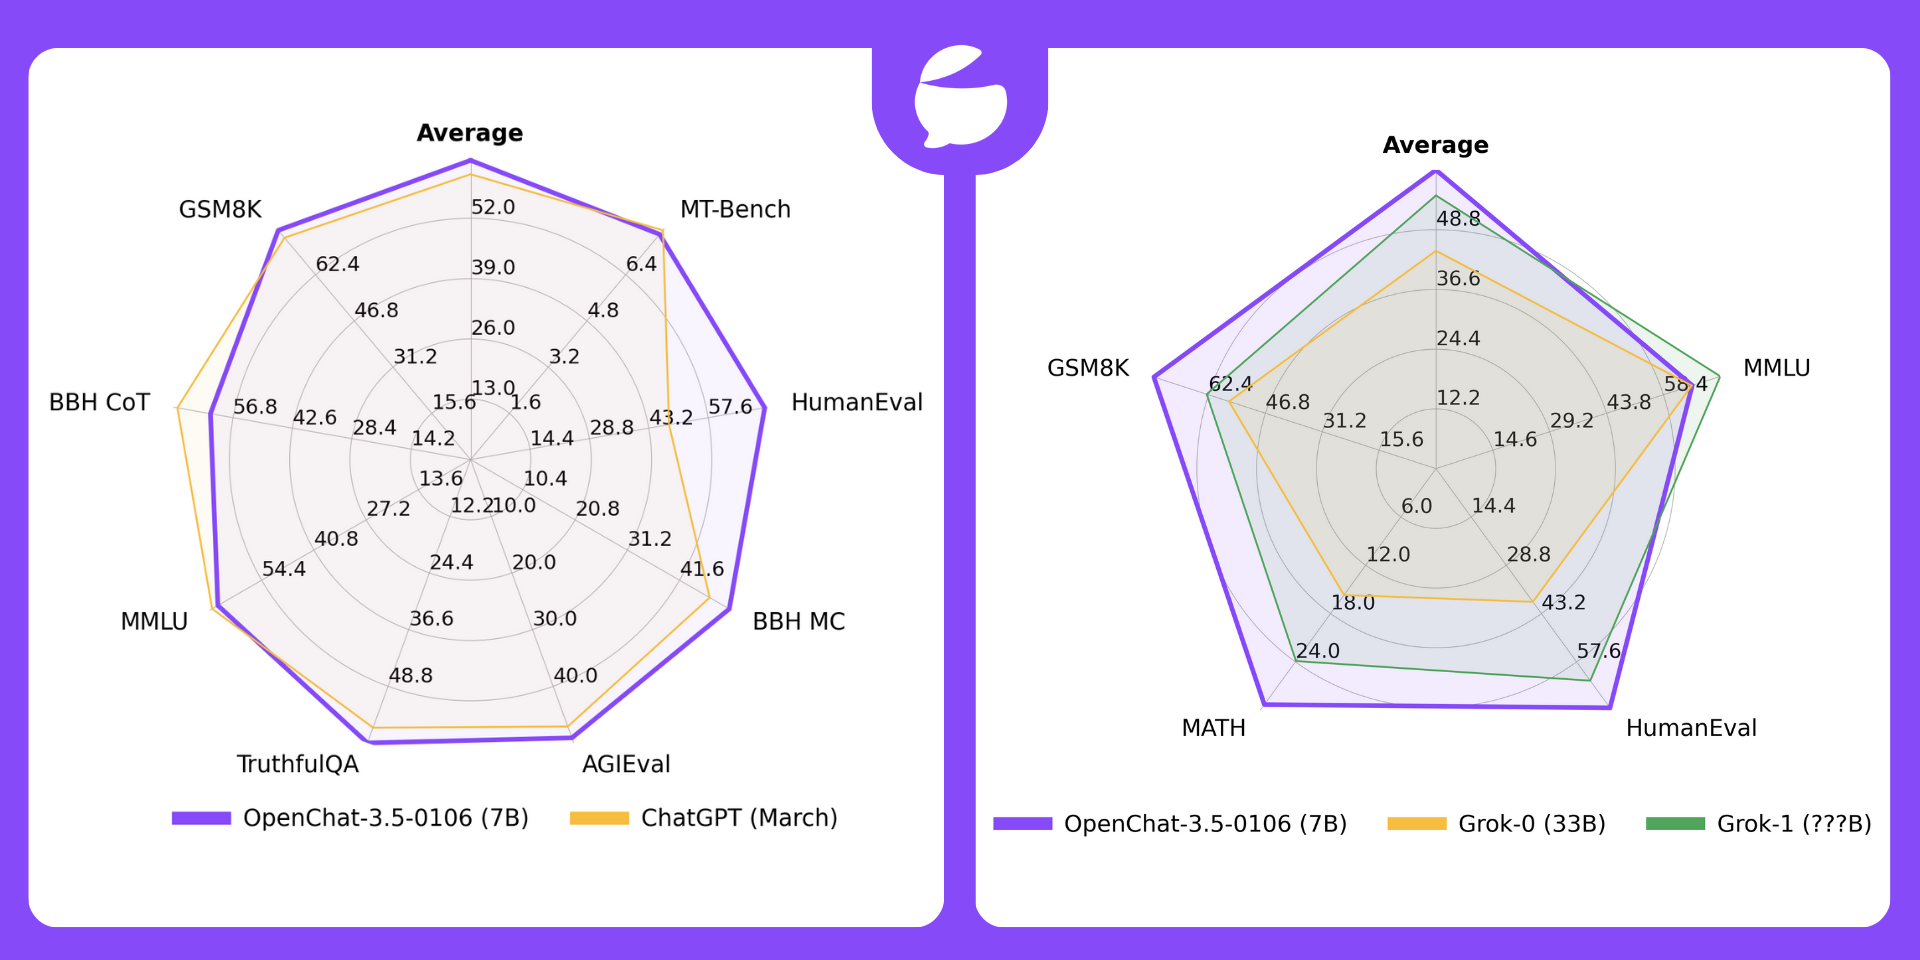 Average
GSM8K
MT-Bench
52.0
62.4
6.4
39.0
46.8
4.8
26.0
31.2
3.2
13.0
15.6
1.6
BBH CoT
HumanEval
56.8
42.6
28.4
14.2
14.4
28.8
43.2
57.6
13.6
10.4
27.2
12.2
10.0
20.8
40.8
31.2
54.4
24.4
20.0
41.6
MMLU
36.6
30.0
BBH MC
48.8
40.0
TruthfulQA
AGIEval
OpenChat-3.5-0106 (7B)
ChatGPT (March)
Average
48.8
36.6
24.4
12.2
GSM8K
MMLU
62.4
46.8
31.2
15.6
58.4
43.8
29.2
14.6
6.0
14.4
12.0
28.8
18.0
43.2
24.0
57.6
MATH
HumanEval
OpenChat-3.5-0106 (7B)
Grok-0 (33B)
Grok-1 (???B)